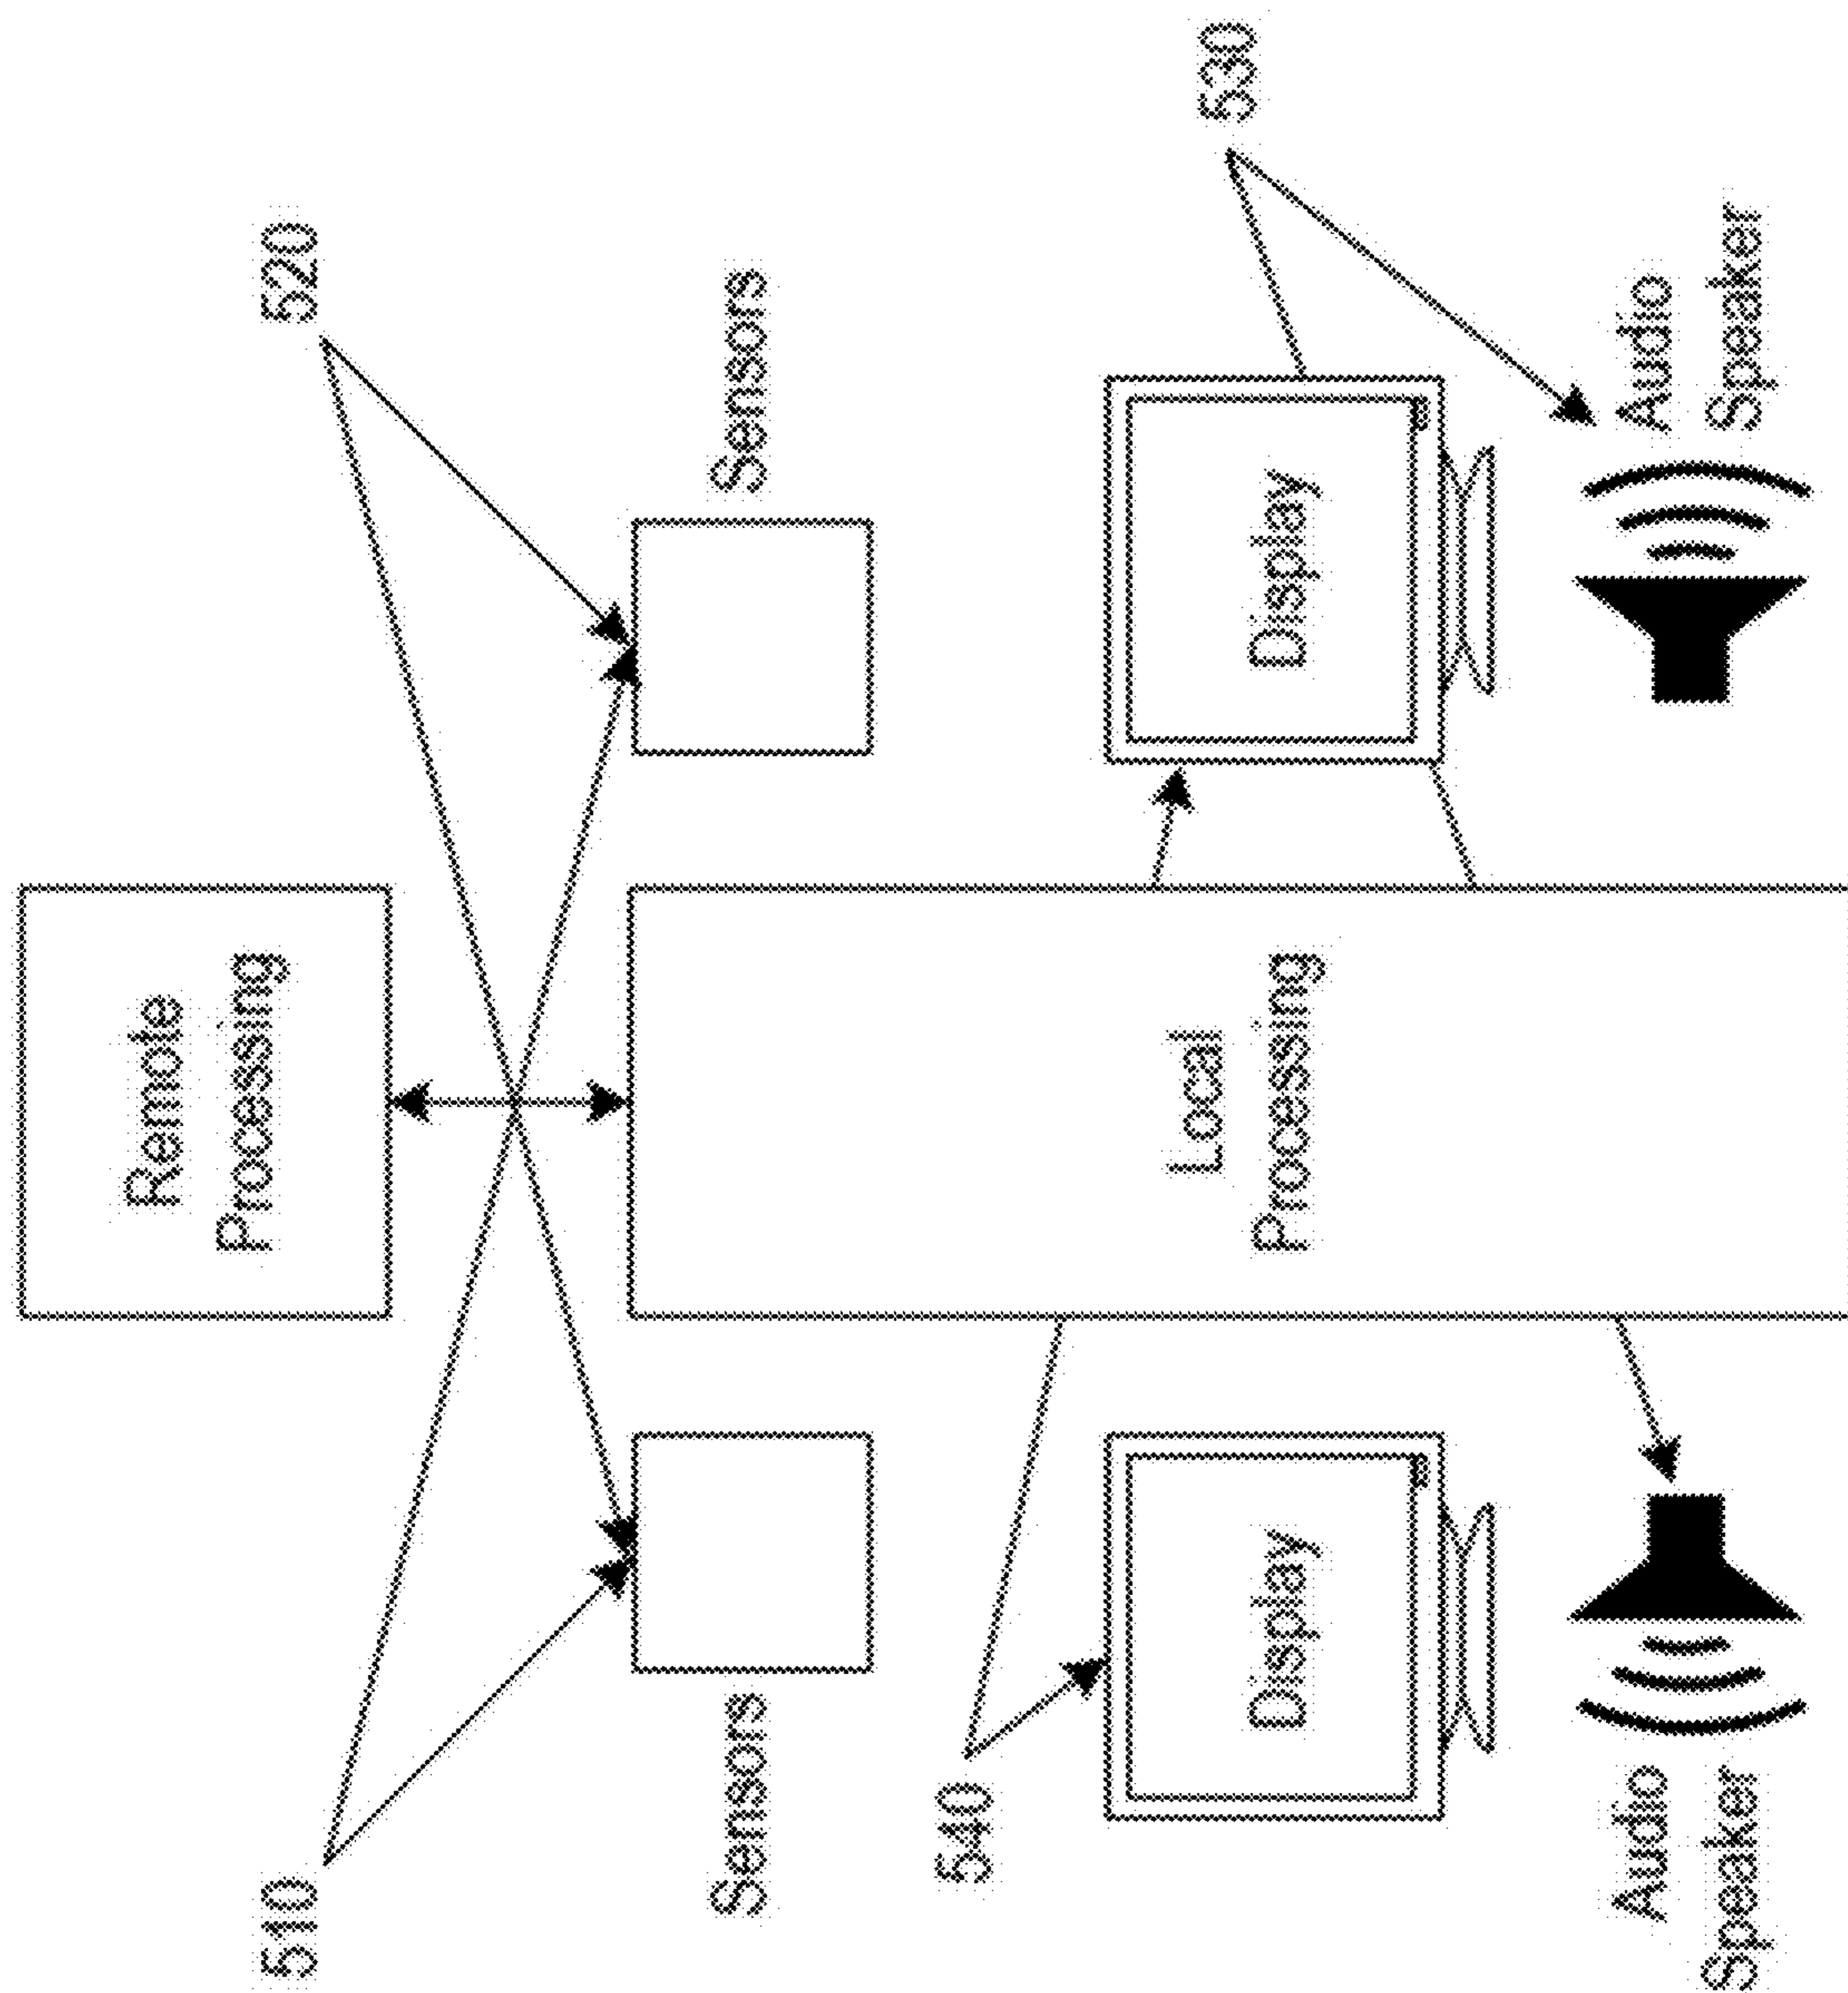 510
520
Remote
Processing
Sensors
Sensors
540
530
Local
Processing
Display
Display
Audio
Speaker
Audio
Speaker